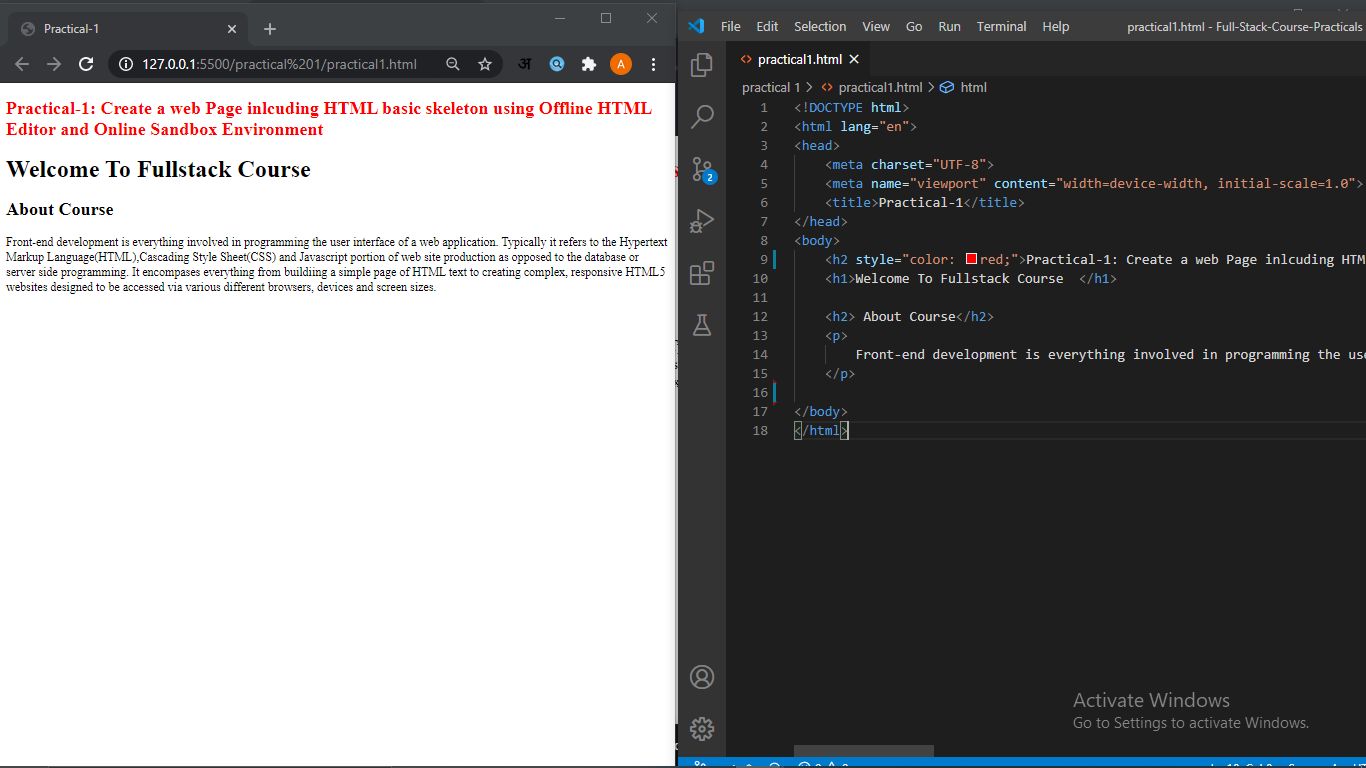 Practical-1
127.0.0.1:5500/practical%201/practical1.html
अ
A
Practical-1: Create a web Page inlcuding HTML basic skeleton using Offline HTML
Editor and Online Sandbox Environment
Welcome To Fullstack Course
About Course
Front-end development is everything involved in programming the user interface of a web application. Typically it refers to the Hypertext
Markup Language(HTML),Cascading Style Sheet(CSS) and Javascript portion of web site production as opposed to the database or
server side programming. It encompases everything from buildiing a simple page of HTML text to creating complex, responsive HTML5
websites designed to be accessed via various different browsers, devices and screen sizes.
File Edit Selection View Go Run Terminal Help practical1.html - Full-Stack-Course-Practicals
practical1.html
practical 1 > practical1.html > html
2
1 <!DOCTYPE html>
2 <html lang="en">
3 <head>
4 <meta charset="UTF-8">
5 <meta name="viewport" content="width=device-width, initial-scale=1.0">
6 <title>Practical-1</title>
7 </head>
8 <body>
9 <h2 style="color: red;">Practical-1: Create a web Page inlcuding HTM
10 <h1>Welcome To Fullstack Course  </h1>
11
12 <h2> About Course</h2>
13 <p>
14 Front-end development is everything involved in programming the use
15 </p>
16
17 </body>
18 </html>
Activate Windows
Go to Settings to activate Windows.